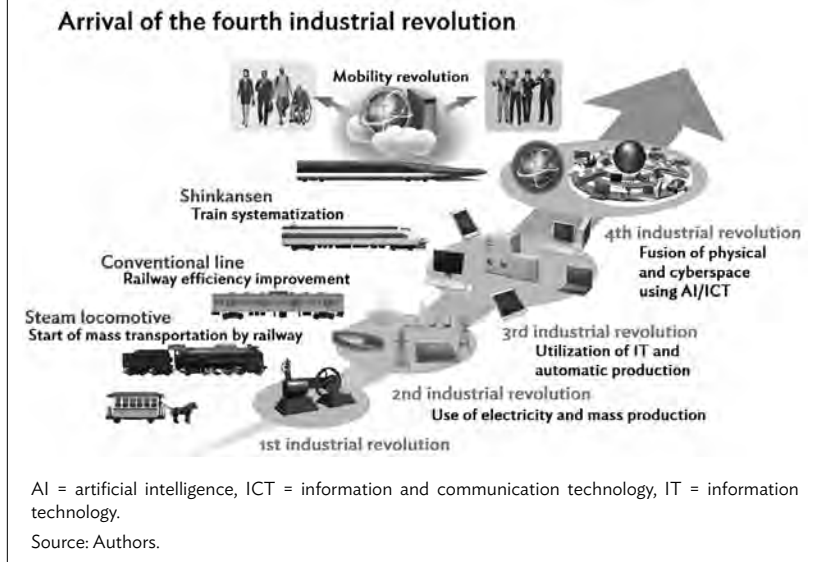 Arrival of the fourth industrial revolution
Mobility revolution
Shinkansen
Train systematization
Conventional line
Railway efficiency improvement
Steam locomotive
Start of mass transportation by railway
4th industrial revolution
Fusion of physical
and cyberspace
using AI/ICT
3rd industrial revolution
Utilization of IT and
automatic production
2nd industrial revolution
Use of electricity and mass production
1st industrial revolution
AI = artificial intelligence, ICT = information and communication technology, IT = information
technology.
Source: Authors.